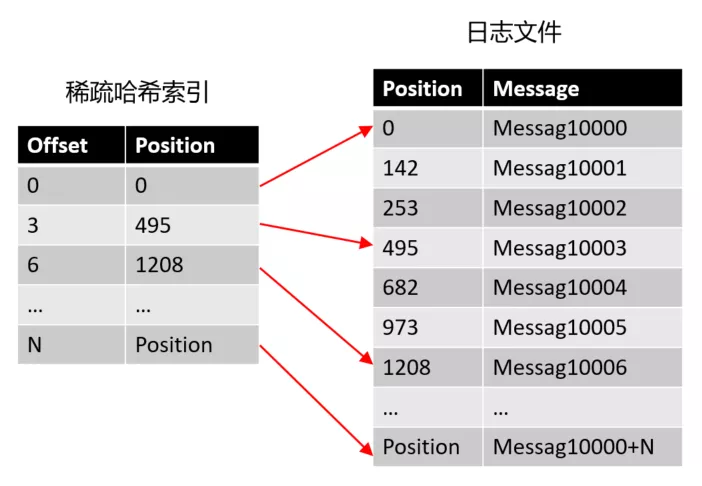 稀疏哈希索引
Offset Position
0 0
3 495
6 1208
... ...
N Position
日志文件
Position Message
0 Messag10000
142 Messag10001
253 Messag10002
495 Messag10003
682 Messag10004
973 Messag10005
1208 Messag10006
... ...
Position Messag10000+N